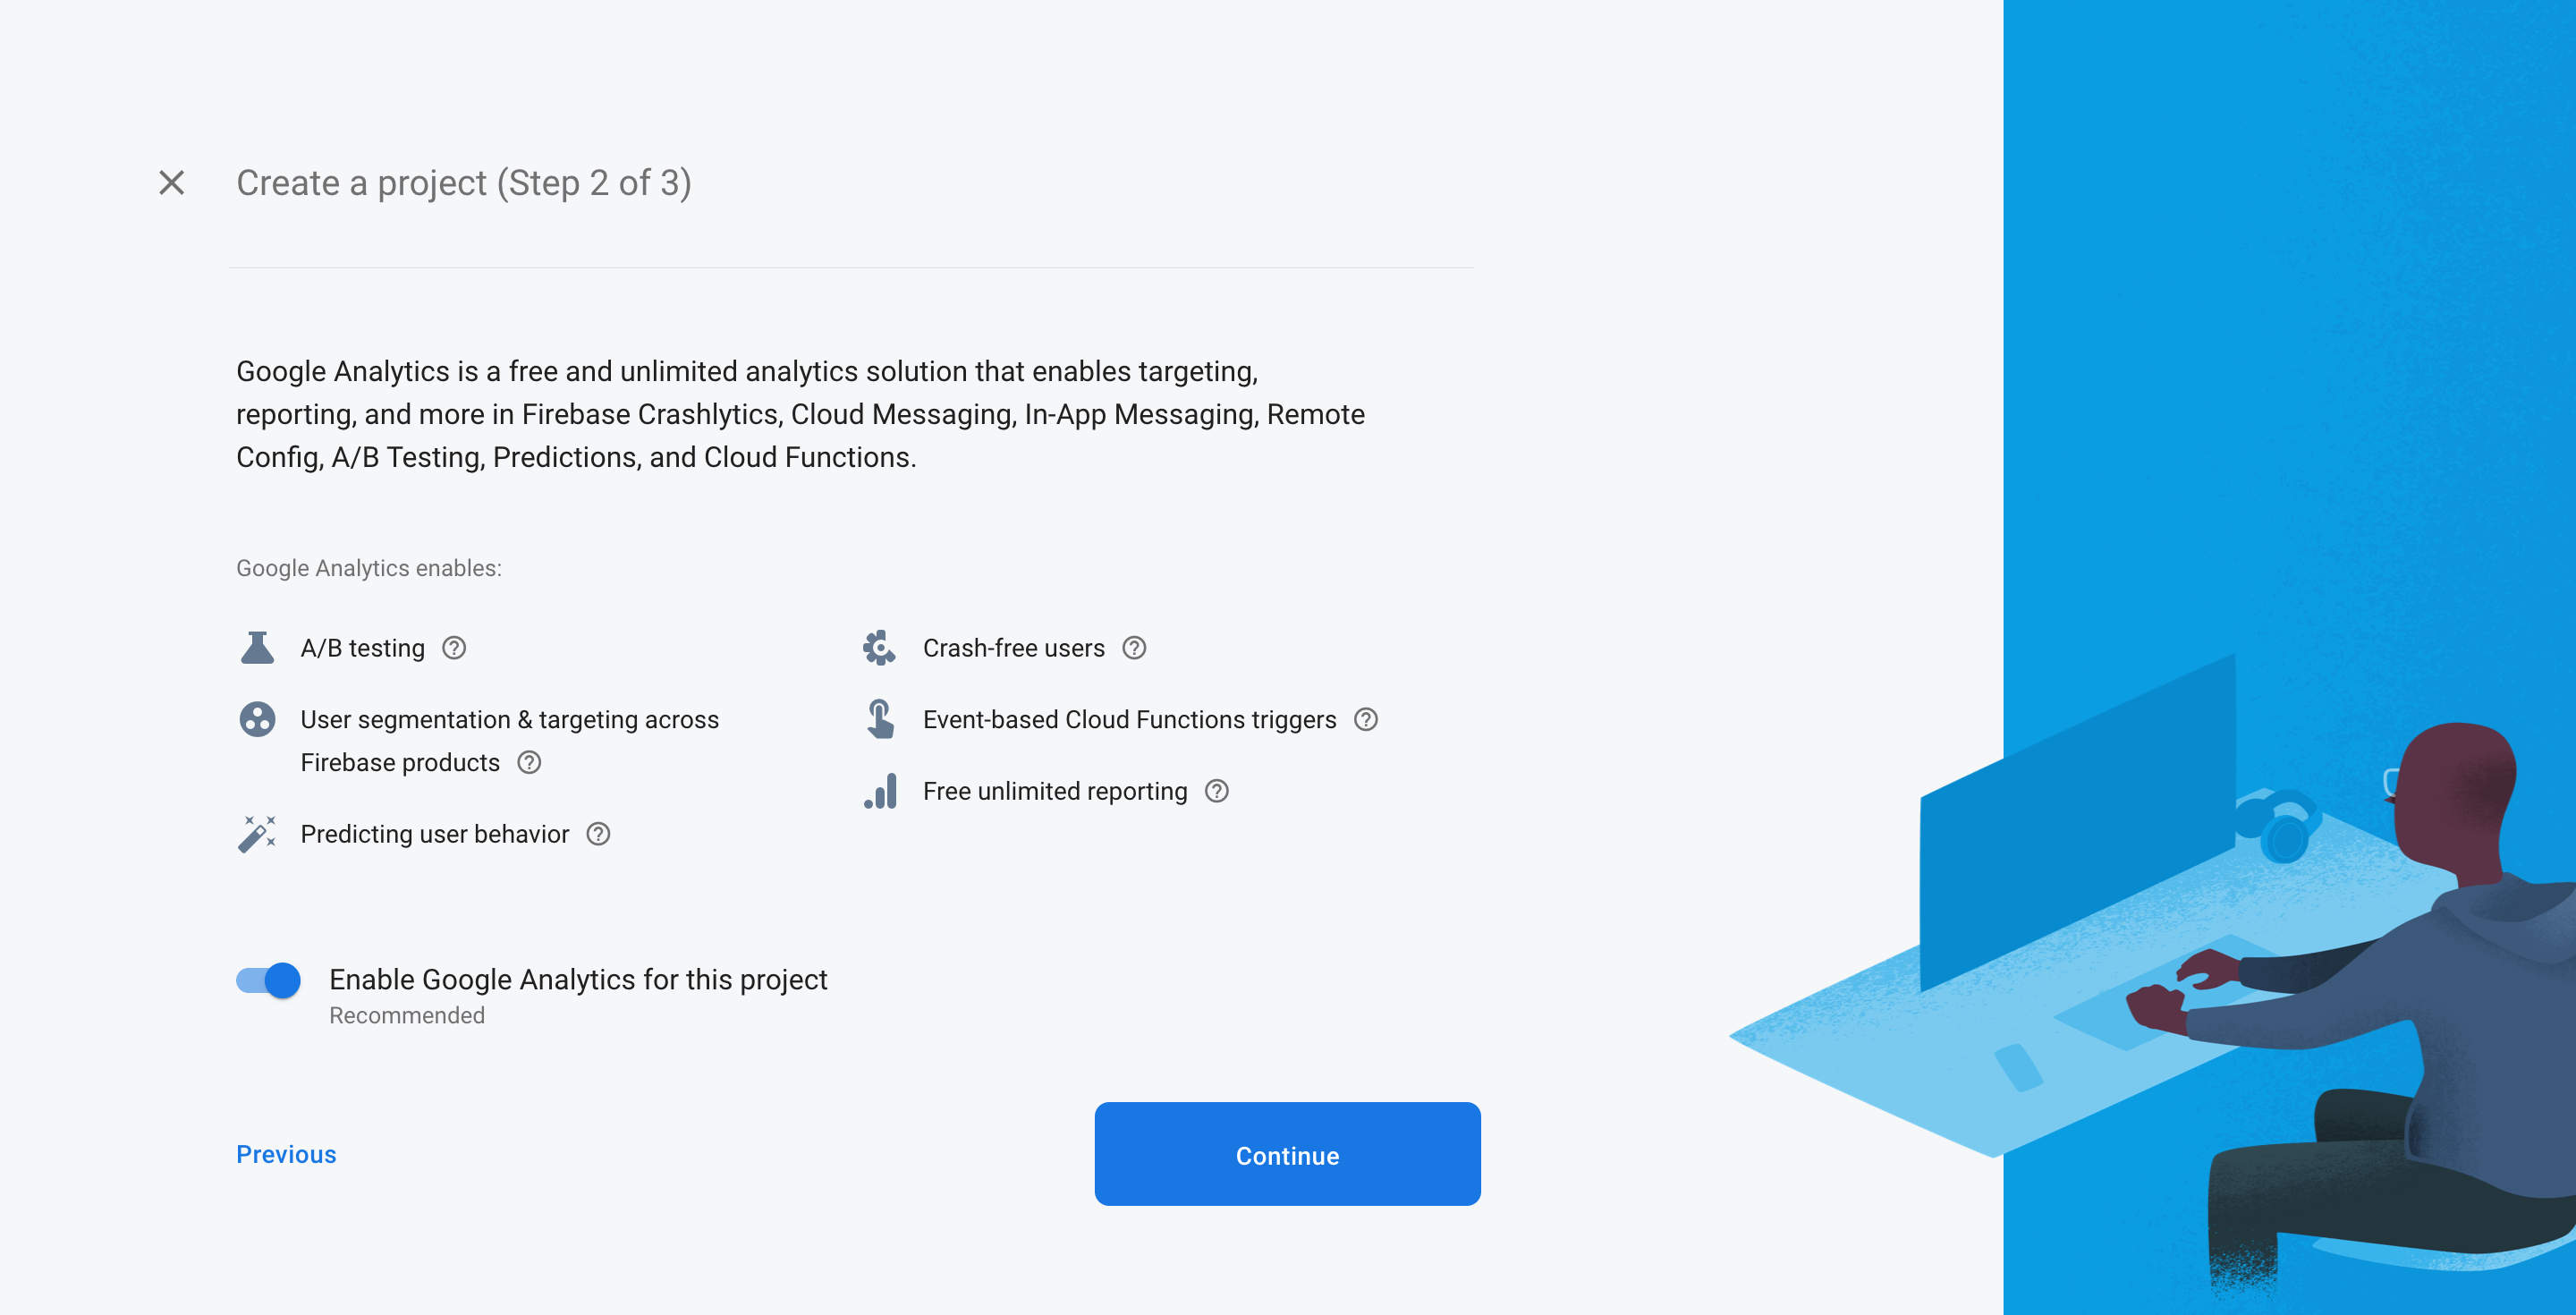 Create a project (Step 2 of 3)
Google Analytics is a free and unlimited analytics solution that enables targeting,
reporting, and more in Firebase Crashlytics, Cloud Messaging, In-App Messaging, Remote
Config, A/B Testing, Predictions, and Cloud Functions.
Google Analytics enables:
A/B testing
User segmentation & targeting across
Firebase products
Predicting user behavior
Crash-free users
Event-based Cloud Functions triggers
Free unlimited reporting
Enable Google Analytics for this project
Recommended
Previous
Continue